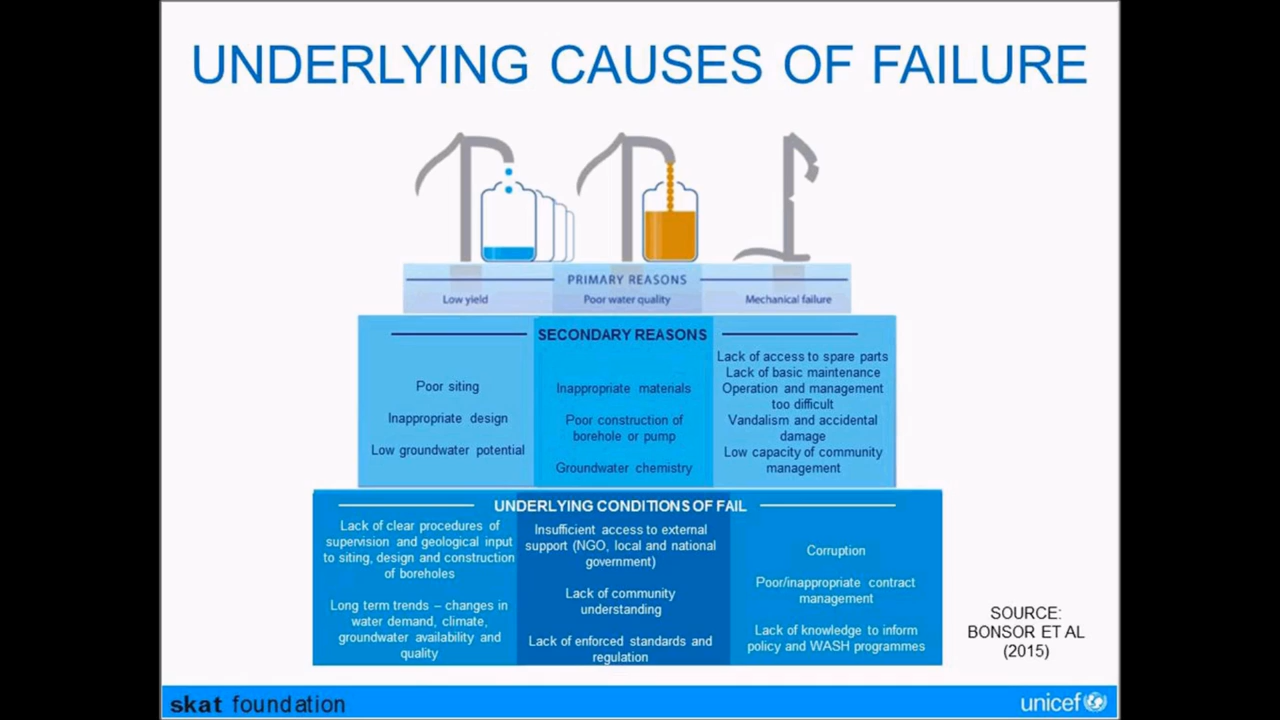 UNDERLYING CAUSES OF FAILURE
PRIMARY REASONS
Low yield
Poor water quality
Mechanical failure
SECONDARY REASONS
Poor siting
Inappropriate design
Low groundwater potential
Inappropriate materials
Poor construction of
borehole or pump
Groundwater chemistry
Lack of access to spare parts
Lack of basic maintenance
Operation and management
too difficult
Vandalism and accidental
damage
Low capacity of community
management
UNDERLYING CONDITIONS OF FAIL
Lack of clear procedures of
supervision and geological input
to siting, design and construction
of boreholes
Long term trends – changes in
water demand, climate,
groundwater availability and
quality
Insufficient access to external
support (NGO, local and national
government)
Lack of community
understanding
Lack of enforced standards and
regulation
Corruption
Poor/inappropriate contract
management
Lack of knowledge to inform
policy and WASH programmes
SOURCE:
BONSOR ET AL
(2015)
skat foundation
unicef